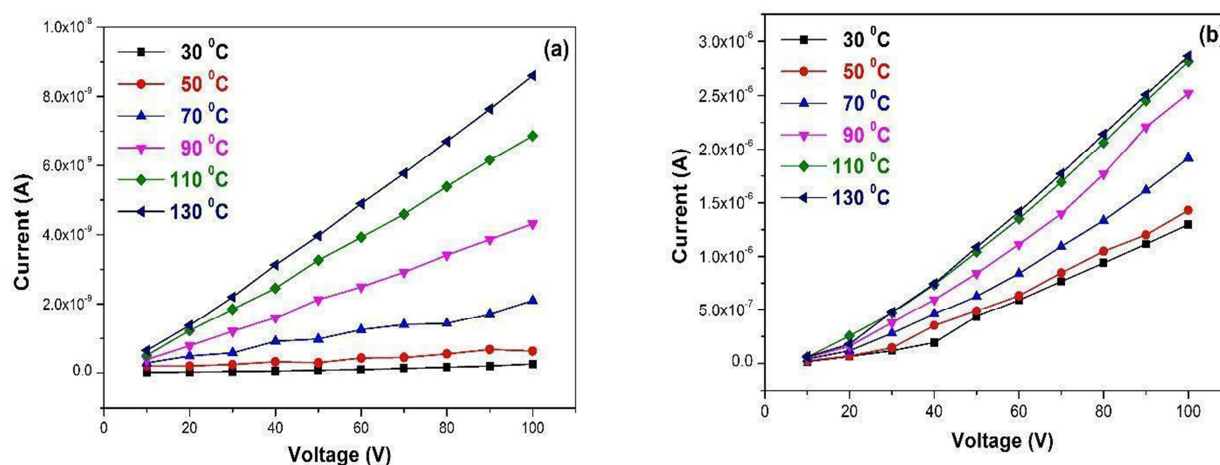 (a)
30 ⁰C
50 ⁰C
70 ⁰C
90 ⁰C
110 ⁰C
130 ⁰C
1.0x10⁻⁸
8.0x10⁻⁹
6.0x10⁻⁹
4.0x10⁻⁹
2.0x10⁻⁹
0.0
Current (A)
0 20 40 60 80 100
Voltage (V)
(b)
30 ⁰C
50 ⁰C
70 ⁰C
90 ⁰C
110 ⁰C
130 ⁰C
3.0x10⁻⁶
2.5x10⁻⁶
2.0x10⁻⁶
1.5x10⁻⁶
1.0x10⁻⁶
5.0x10⁻⁷
0.0
Current (A)
0 20 40 60 80 100
Voltage (V)